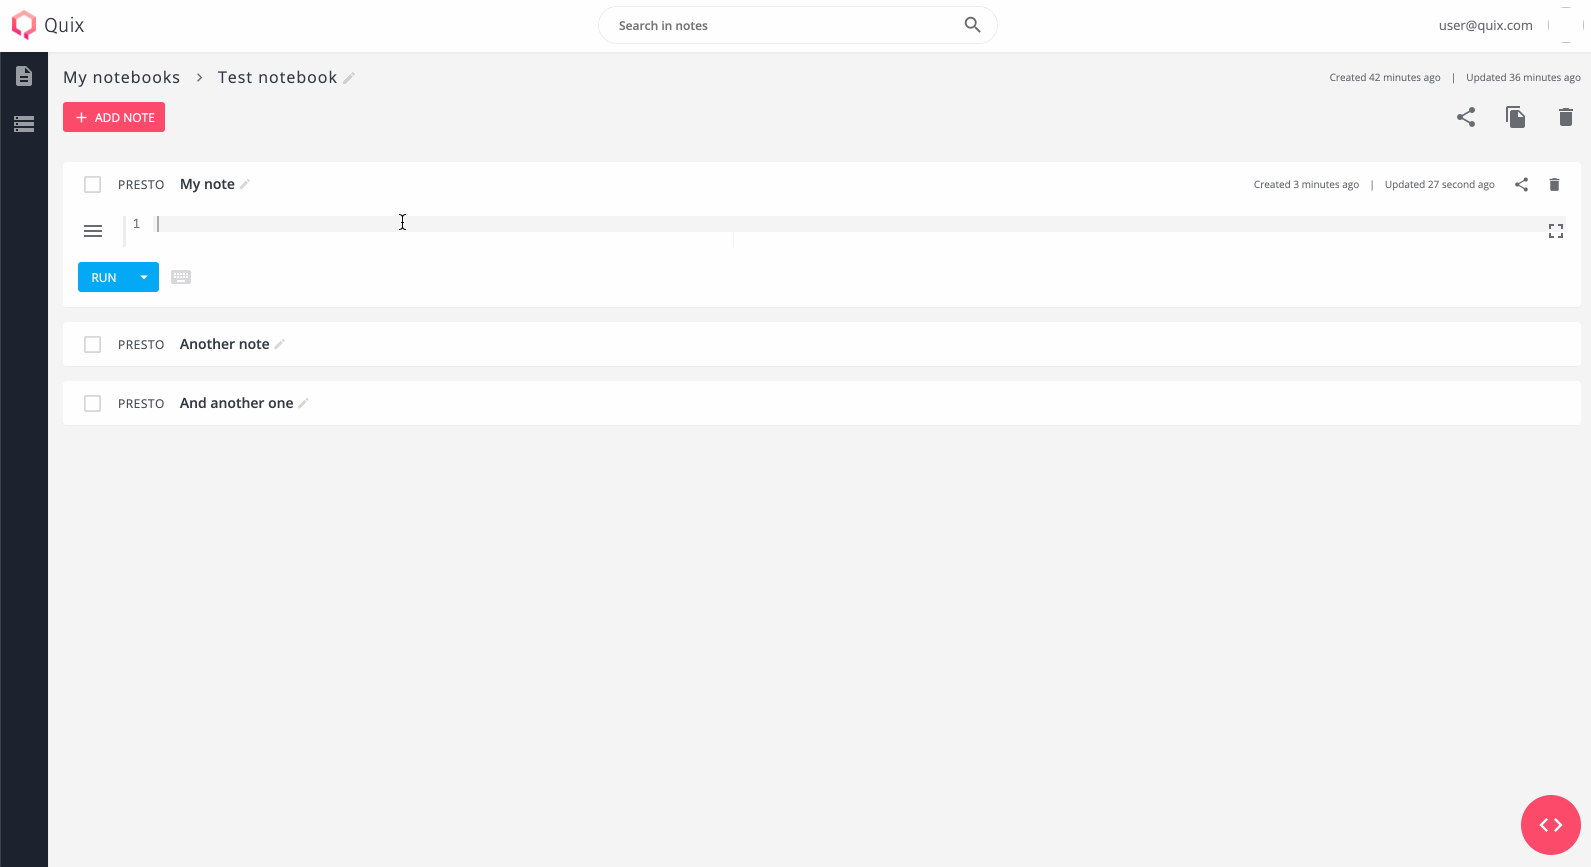 Quix
Search in notes
user@quix.com
My notebooks > Test notebook
Created 42 minutes ago | Updated 36 minutes ago
+ ADD NOTE
PRESTO My note
Created 3 minutes ago | Updated 27 second ago
1
RUN
PRESTO Another note
PRESTO And another one